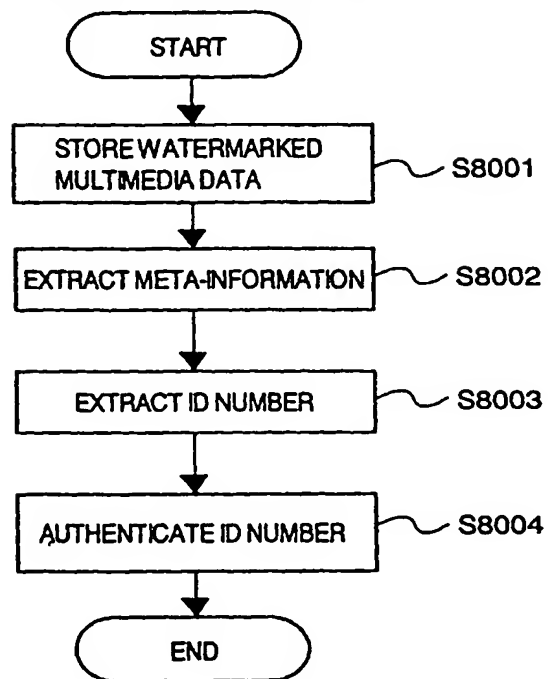 START
STORE WATERMARKED
MULTIMEDIA DATA
S8001
EXTRACT META-INFORMATION
S8002
EXTRACT ID NUMBER
S8003
AUTHENTICATE ID NUMBER
S8004
END